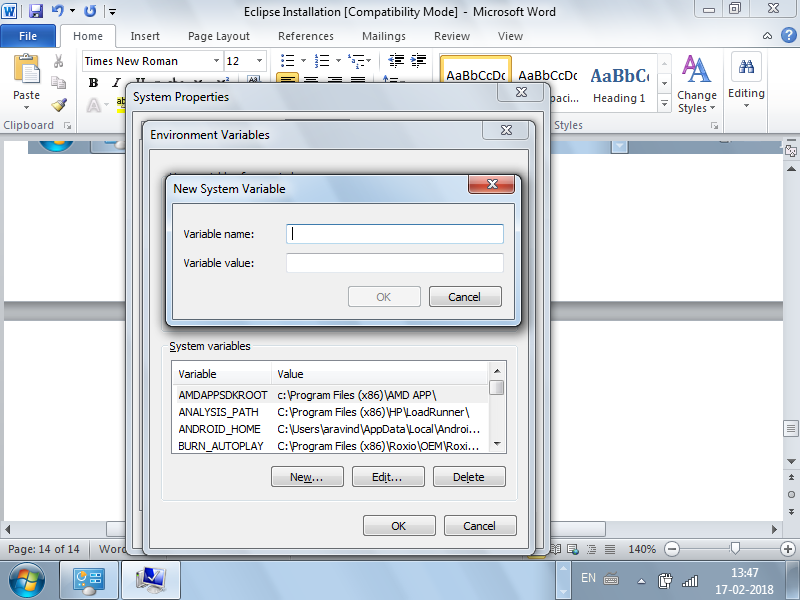 Eclipse Installation [Compatibility Mode] - Microsoft Word
File Home Insert Page Layout References Mailings Review View
Times New Roman 12
B I
AaBbCcDc AaBbCcDc AaBbC
Paste
Heading 1
Change
Styles
Editing
Clipboard
Styles
System Properties
Environment Variables
New System Variable
Variable name:
Variable value:
OK Cancel
System variables
Variable Value
AMDAPPSDKROOT c:\Program Files (x86)\AMD APP\
ANALYSIS_PATH C:\Program Files (x86)\HP\LoadRunner\
ANDROID_HOME C:\Users\aravind\AppData\Local\Androi...
BURN_AUTOPLAY C:\Program Files (x86)\Roxio\OEM\Roxi...
New... Edit... Delete
OK Cancel
Page: 14 of 14
140%
EN
13:47
17-02-2018